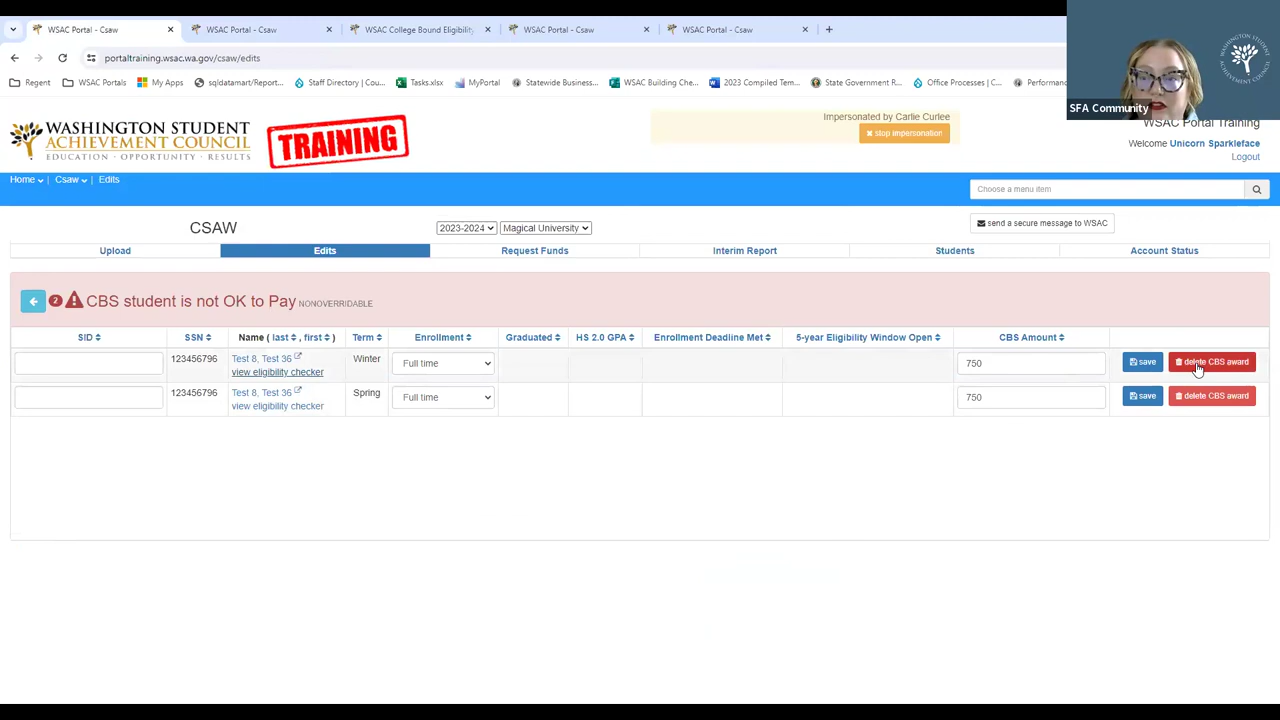 WSAC Portal - Csaw
WSAC Portal - Csaw
WSAC College Bound Eligibility
WSAC Portal - Csaw
WSAC Portal - Csaw
portaltraining.wsac.wa.gov/csaw/edits
Regent
WSAC Portals
My Apps
sqldatamart/Report...
Staff Directory | Cou...
Tasks.xlsx
MyPortal
Statewide Business...
WSAC Building Che...
2023 Compiled Tem...
State Government R...
Office Processes | C...
Performanc
SFA Community
WASHINGTON STUDENT ACHIEVEMENT COUNCIL
WASHINGTON STUDENT
ACHIEVEMENT COUNCIL
EDUCATION · OPPORTUNITY · RESULTS
TRAINING
Impersonated by Carlie Curlee
stop impersonation
WSAC Portal Training
Welcome Unicorn Sparkleface
Logout
Home Csaw Edits
Choose a menu item
CSAW
2023-2024 Magical University
send a secure message to WSAC
Upload Edits Request Funds Interim Report Students Account Status
CBS student is not OK to Pay NONOVERRIDABLE
SID SSN Name ( last , first ) Term Enrollment Graduated HS 2.0 GPA Enrollment Deadline Met 5-year Eligibility Window Open CBS Amount
123456796 Test 8, Test 36 Winter Full time 750 save delete CBS award
view eligibility checker
123456796 Test 8, Test 36 Spring Full time 750 save delete CBS award
view eligibility checker